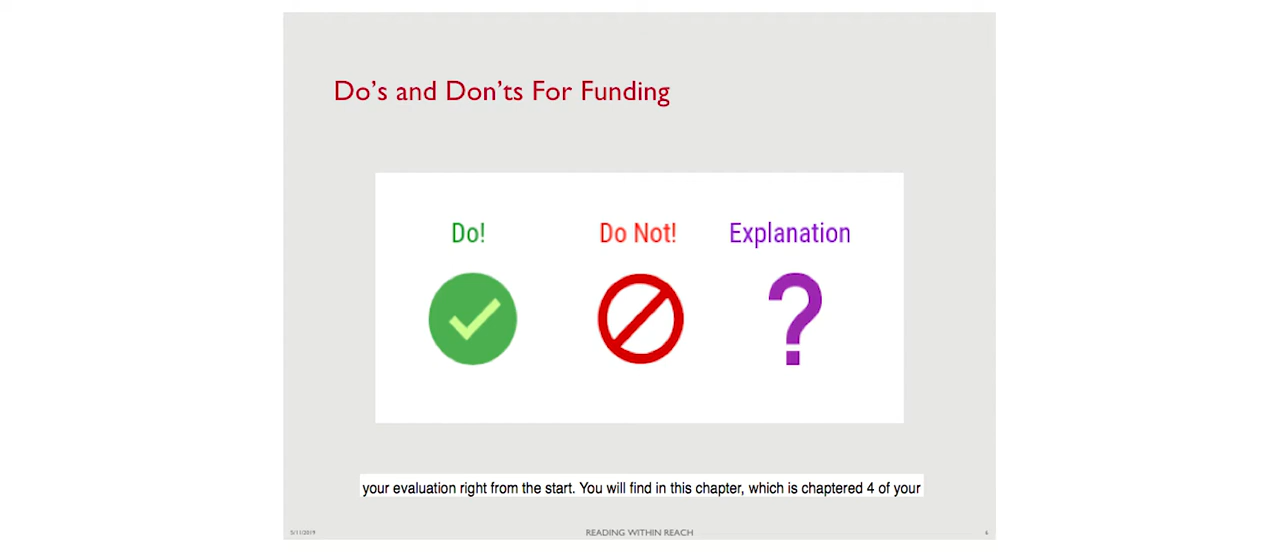 Do's and Don'ts For Funding
Do! Do Not! Explanation
?
your evaluation right from the start. You will find in this chapter, which is chaptered 4 of your
5/11/2019 READING WITHIN REACH 6